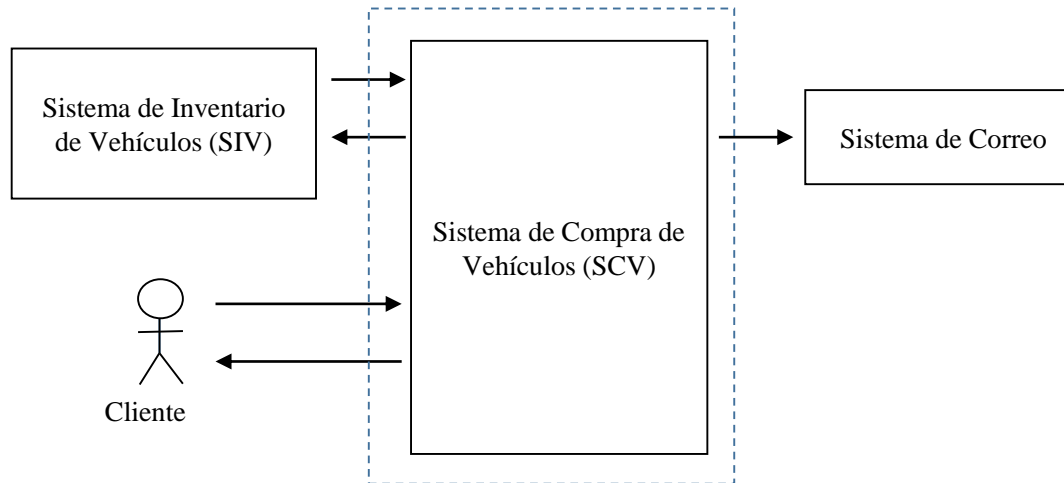 Sistema de Inventario
de Vehículos (SIV)
Sistema de Correo
Sistema de Compra de
Vehículos (SCV)
Cliente